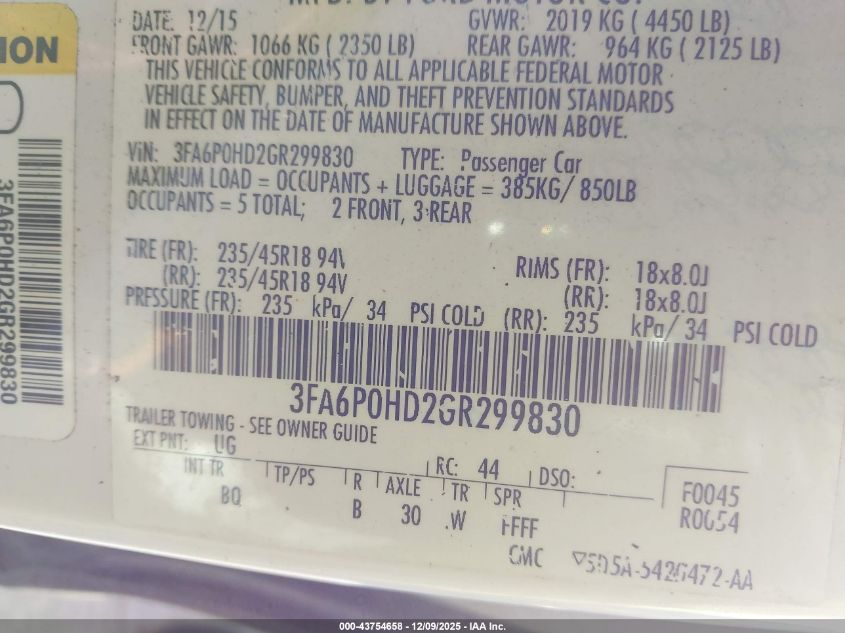 MFD. BY FORD MOTOR CO.
DATE: 12/15 GVWR: 2019 KG ( 4450 LB)
FRONT GAWR: 1066 KG ( 2350 LB) REAR GAWR: 964 KG ( 2125 LB)
THIS VEHICLE CONFORMS TO ALL APPLICABLE FEDERAL MOTOR
VEHICLE SAFETY, BUMPER, AND THEFT PREVENTION STANDARDS
IN EFFECT ON THE DATE OF MANUFACTURE SHOWN ABOVE.
VIN: 3FA6P0HD2GR299830 TYPE: Passenger Car
MAXIMUM LOAD = OCCUPANTS + LUGGAGE = 385KG/ 850LB
OCCUPANTS = 5 TOTAL; 2 FRONT, 3 REAR
TIRE (FR): 235/45R18 94V RIMS (FR): 18x8.0J
(RR): 235/45R18 94V (RR): 18x8.0J
PRESSURE (FR): 235 kPa/ 34 PSI COLD (RR): 235 kPa/ 34 PSI COLD
3FA6P0HD2GR299830
TRAILER TOWING - SEE OWNER GUIDE
EXT PNT: UG RC: 44 DSO:
INT TR TP/PS R AXLE TR SPR F0045
BQ B 30 W FFFF R0654
CMC
ION
3FA6P0HD2GR299830
000-43754658 - 12/09/2025 - IAA Inc.